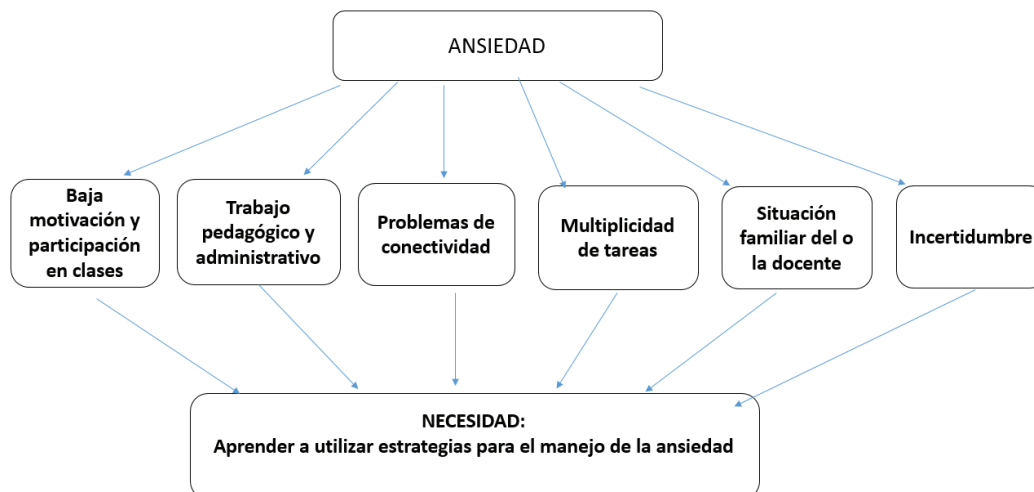 ANSIEDAD
Baja
motivación y
participación
en clases
Trabajo
pedagógico y
administrativo
Problemas de
conectividad
Multiplicidad
de tareas
Situación
familiar del o
la docente
Incertidumbre
NECESIDAD:
Aprender a utilizar estrategias para el manejo de la ansiedad